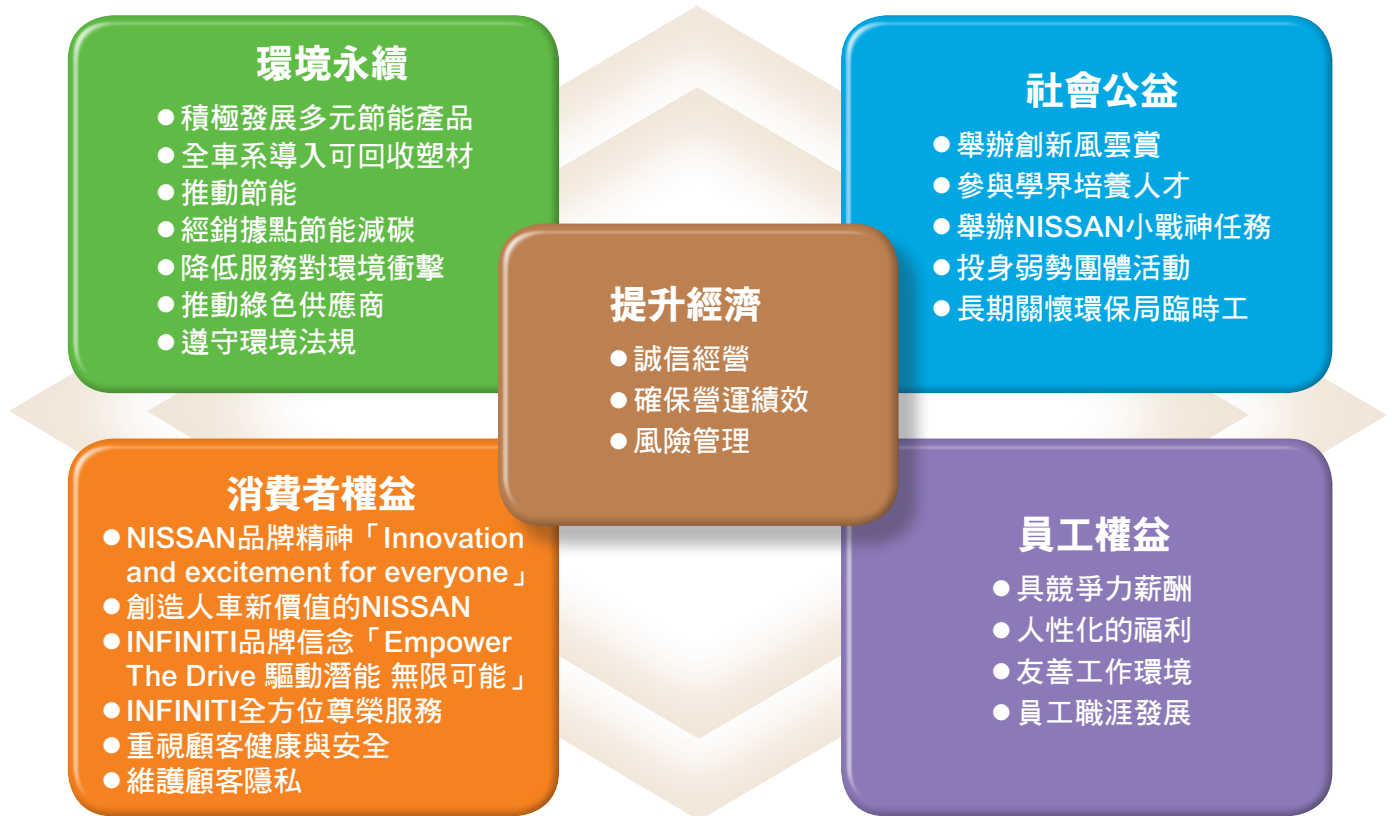 環境永續
●積極發展多元節能產品
●全車系導入可回收塑材
●推動節能
●經銷據點節能減碳
●降低服務對環境衝擊
●推動綠色供應商
●遵守環境法規
社會公益
●舉辦創新風雲賞
●參與學界培養人才
●舉辦NISSAN小戰神任務
●投身弱勢團體活動
●長期關懷環保局臨時工
提升經濟
●誠信經營
●確保營運績效
●風險管理
消費者權益
●NISSAN品牌精神「Innovation
and excitement for everyone」
●創造人車新價值的NISSAN
●INFINITI品牌信念「Empower
The Drive 驅動潛能 無限可能」
●INFINITI全方位尊榮服務
●重視顧客健康與安全
●維護顧客隱私
員工權益
●具競爭力薪酬
●人性化的福利
●友善工作環境
●員工職涯發展